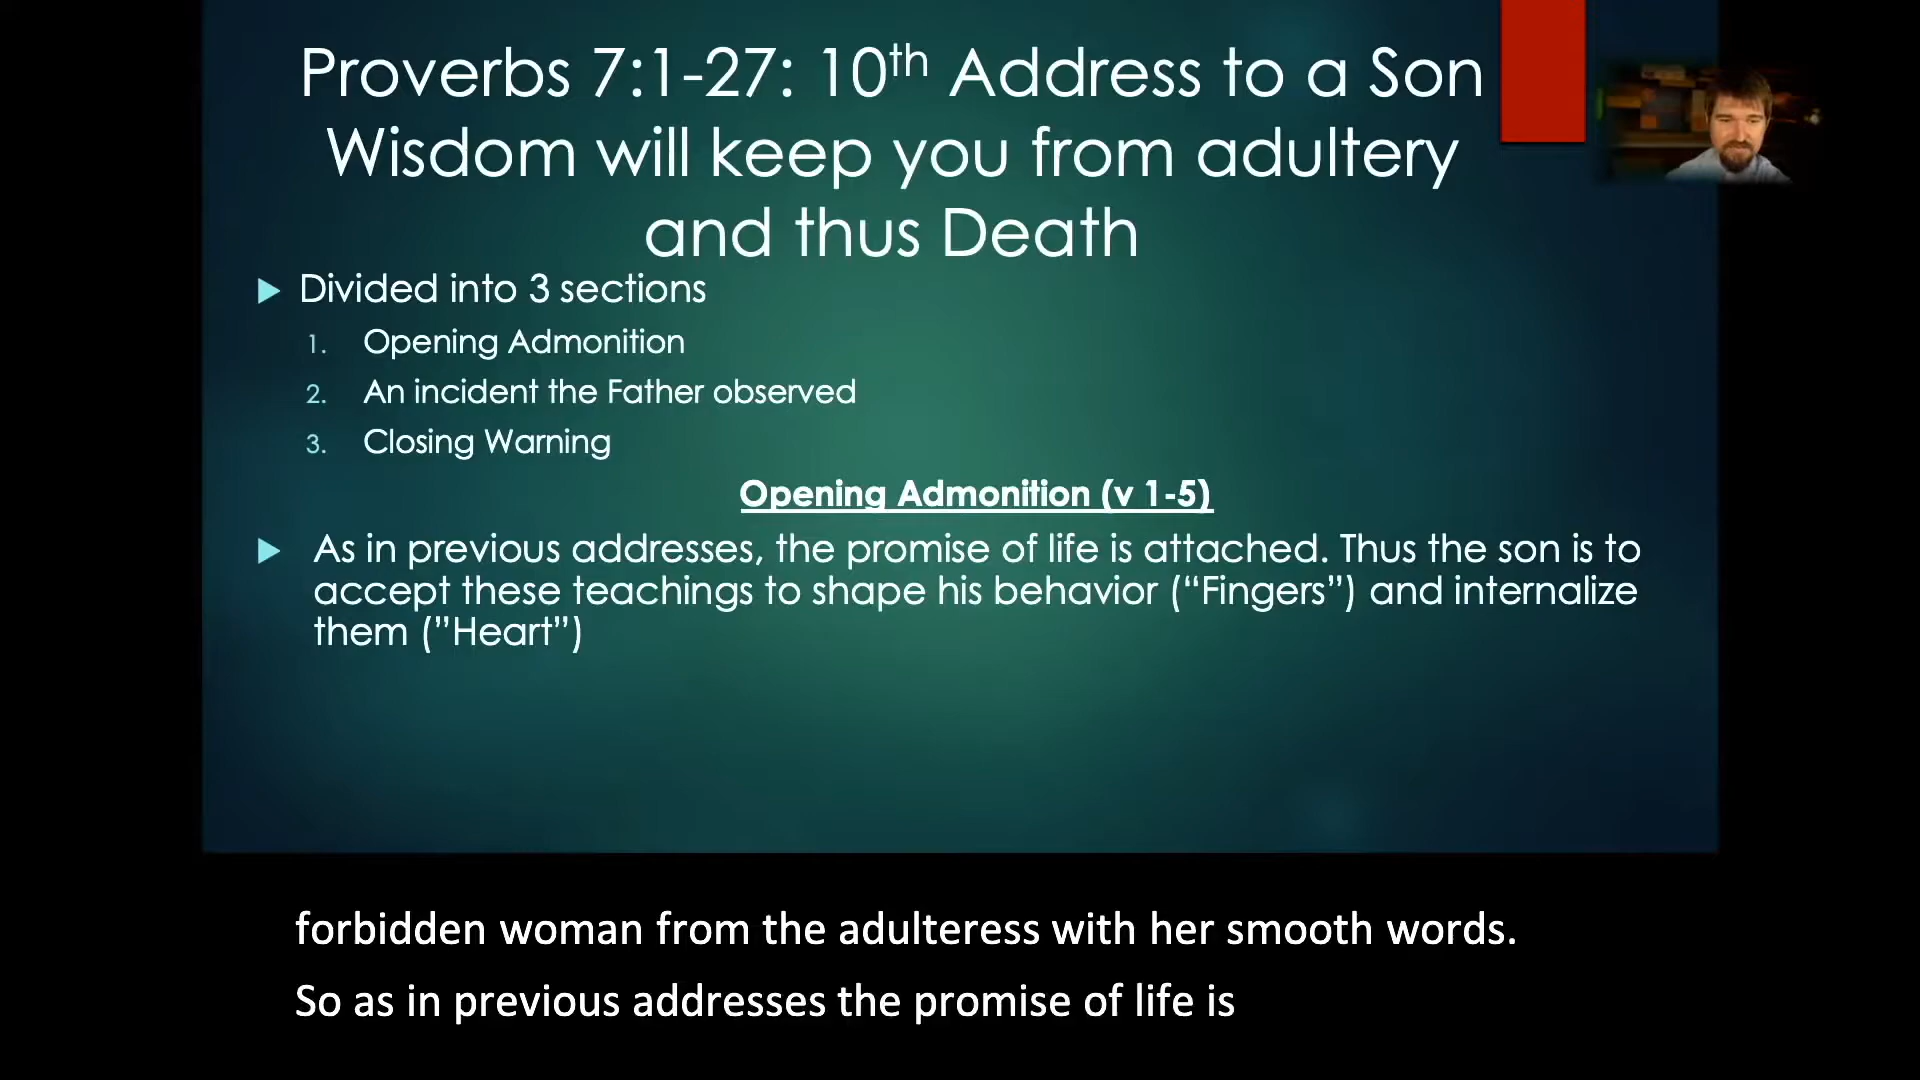 Proverbs 7:1-27: 10th Address to a Son
Wisdom will keep you from adultery
and thus Death
Divided into 3 sections
1. Opening Admonition
2. An incident the Father observed
3. Closing Warning
Opening Admonition (v 1-5)
As in previous addresses, the promise of life is attached. Thus the son is to
accept these teachings to shape his behavior (“Fingers”) and internalize
them (”Heart”)
forbidden woman from the adulteress with her smooth words.
So as in previous addresses the promise of life is